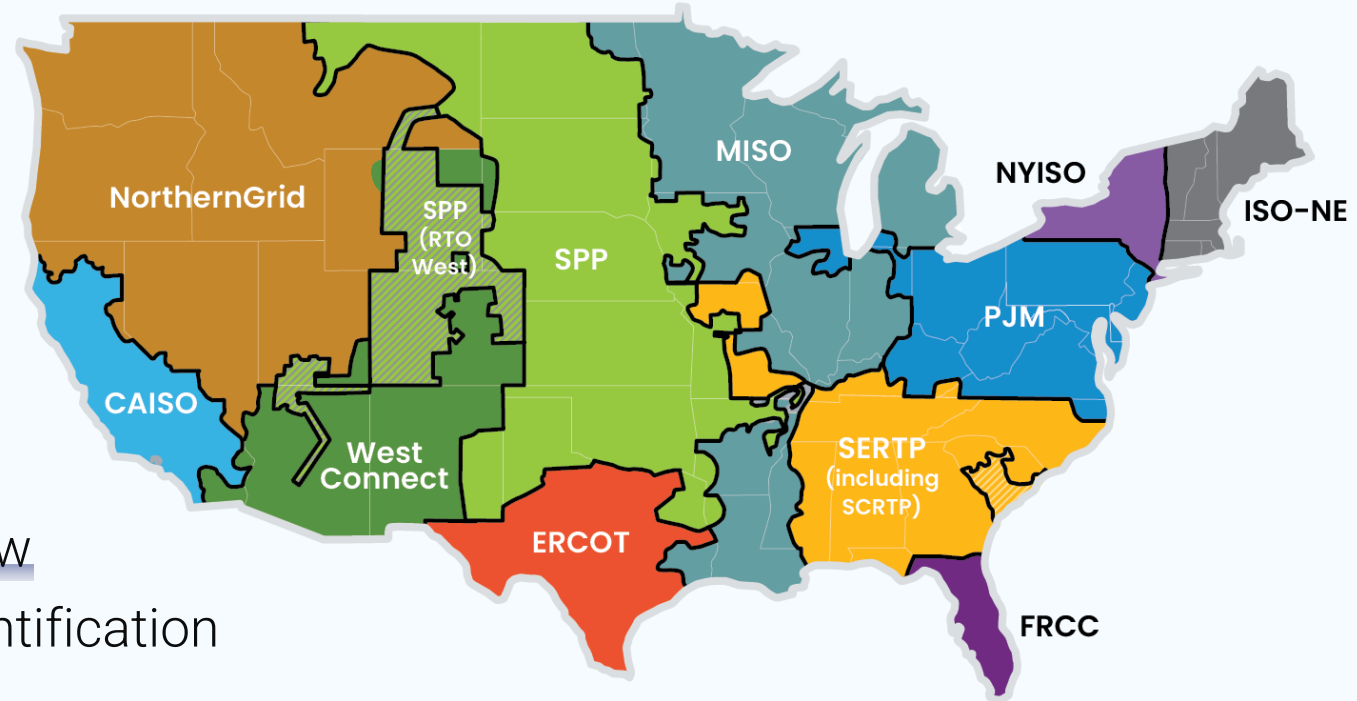 NorthernGrid
SPP
(RTO
West)
SPP
MISO
NYISO
ISO-NE
PJM
CAISO
West
Connect
SERTP
(including
SCRTP)
ERCOT
FRCC
w
ntification